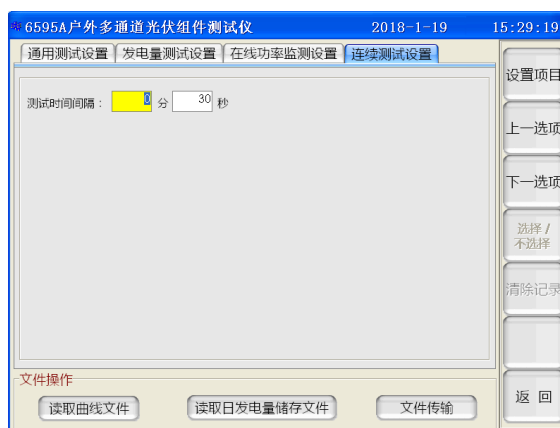 6595A户外多通道光伏组件测试仪 2018-1-19 15:29:19
通用测试设置 发电量测试设置 在线功率监测设置 连续测试设置
测试时间间隔： 0 分 30 秒
设置项目
上一选项
下一选项
选择 /
不选择
清除记录
文件操作
读取曲线文件 读取日发电量储存文件 文件传输
返 回